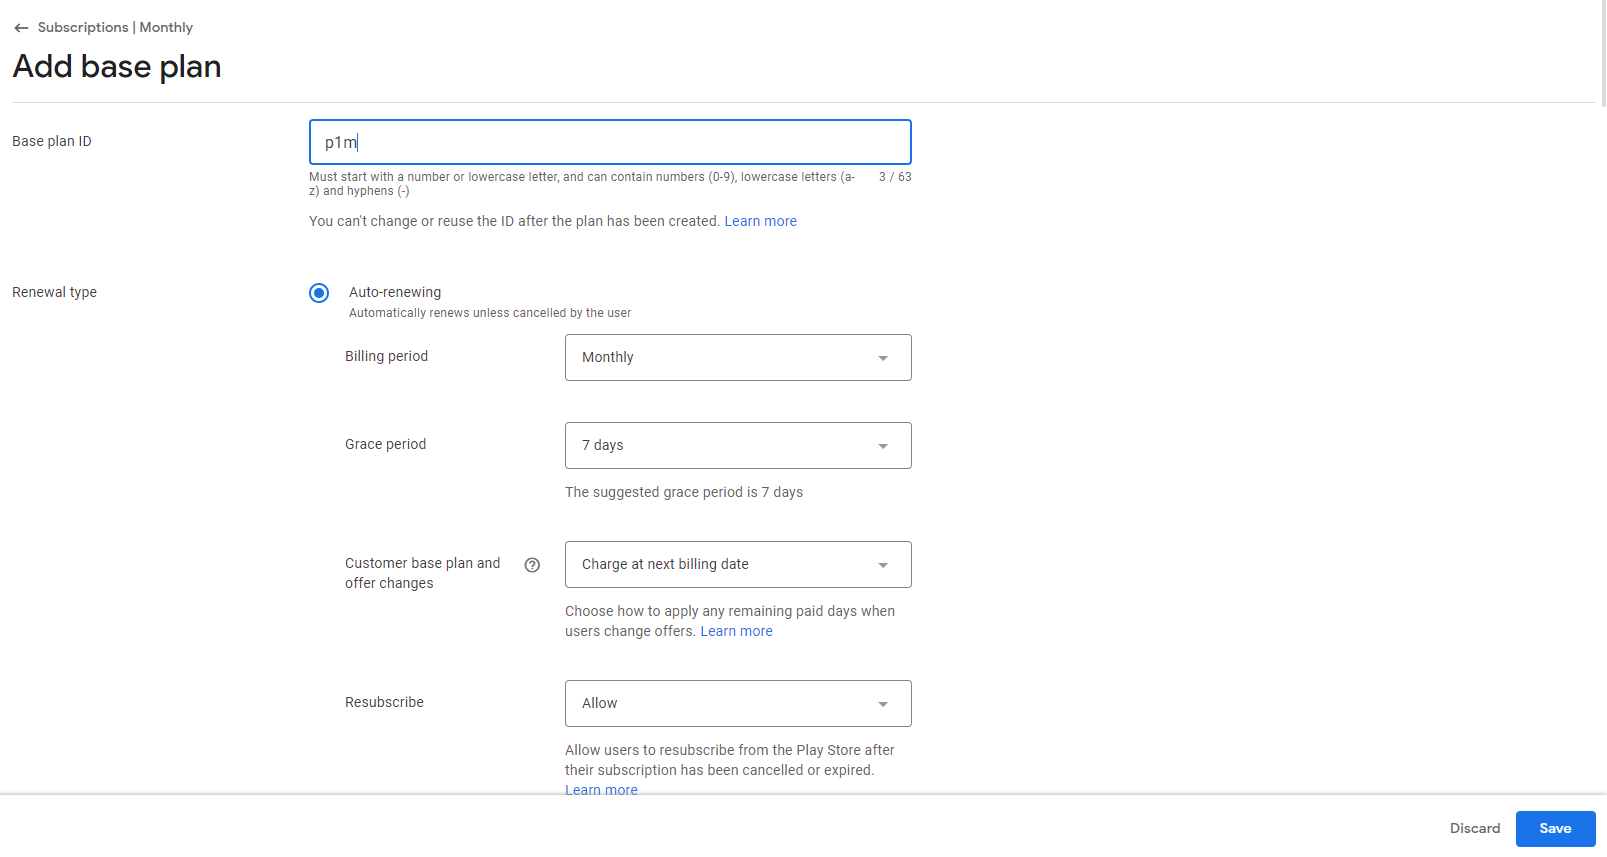 Subscriptions | Monthly
Add base plan
Base plan ID
p1m
Must start with a number or lowercase letter, and can contain numbers (0-9), lowercase letters (a-
z) and hyphens (-)
3 / 63
You can't change or reuse the ID after the plan has been created. Learn more
Renewal type
Auto-renewing
Automatically renews unless cancelled by the user
Billing period
Monthly
Grace period
7 days
The suggested grace period is 7 days
Customer base plan and
offer changes
Charge at next billing date
Choose how to apply any remaining paid days when
users change offers. Learn more
Resubscribe
Allow
Allow users to resubscribe from the Play Store after
their subscription has been cancelled or expired.
Learn more
Discard
Save